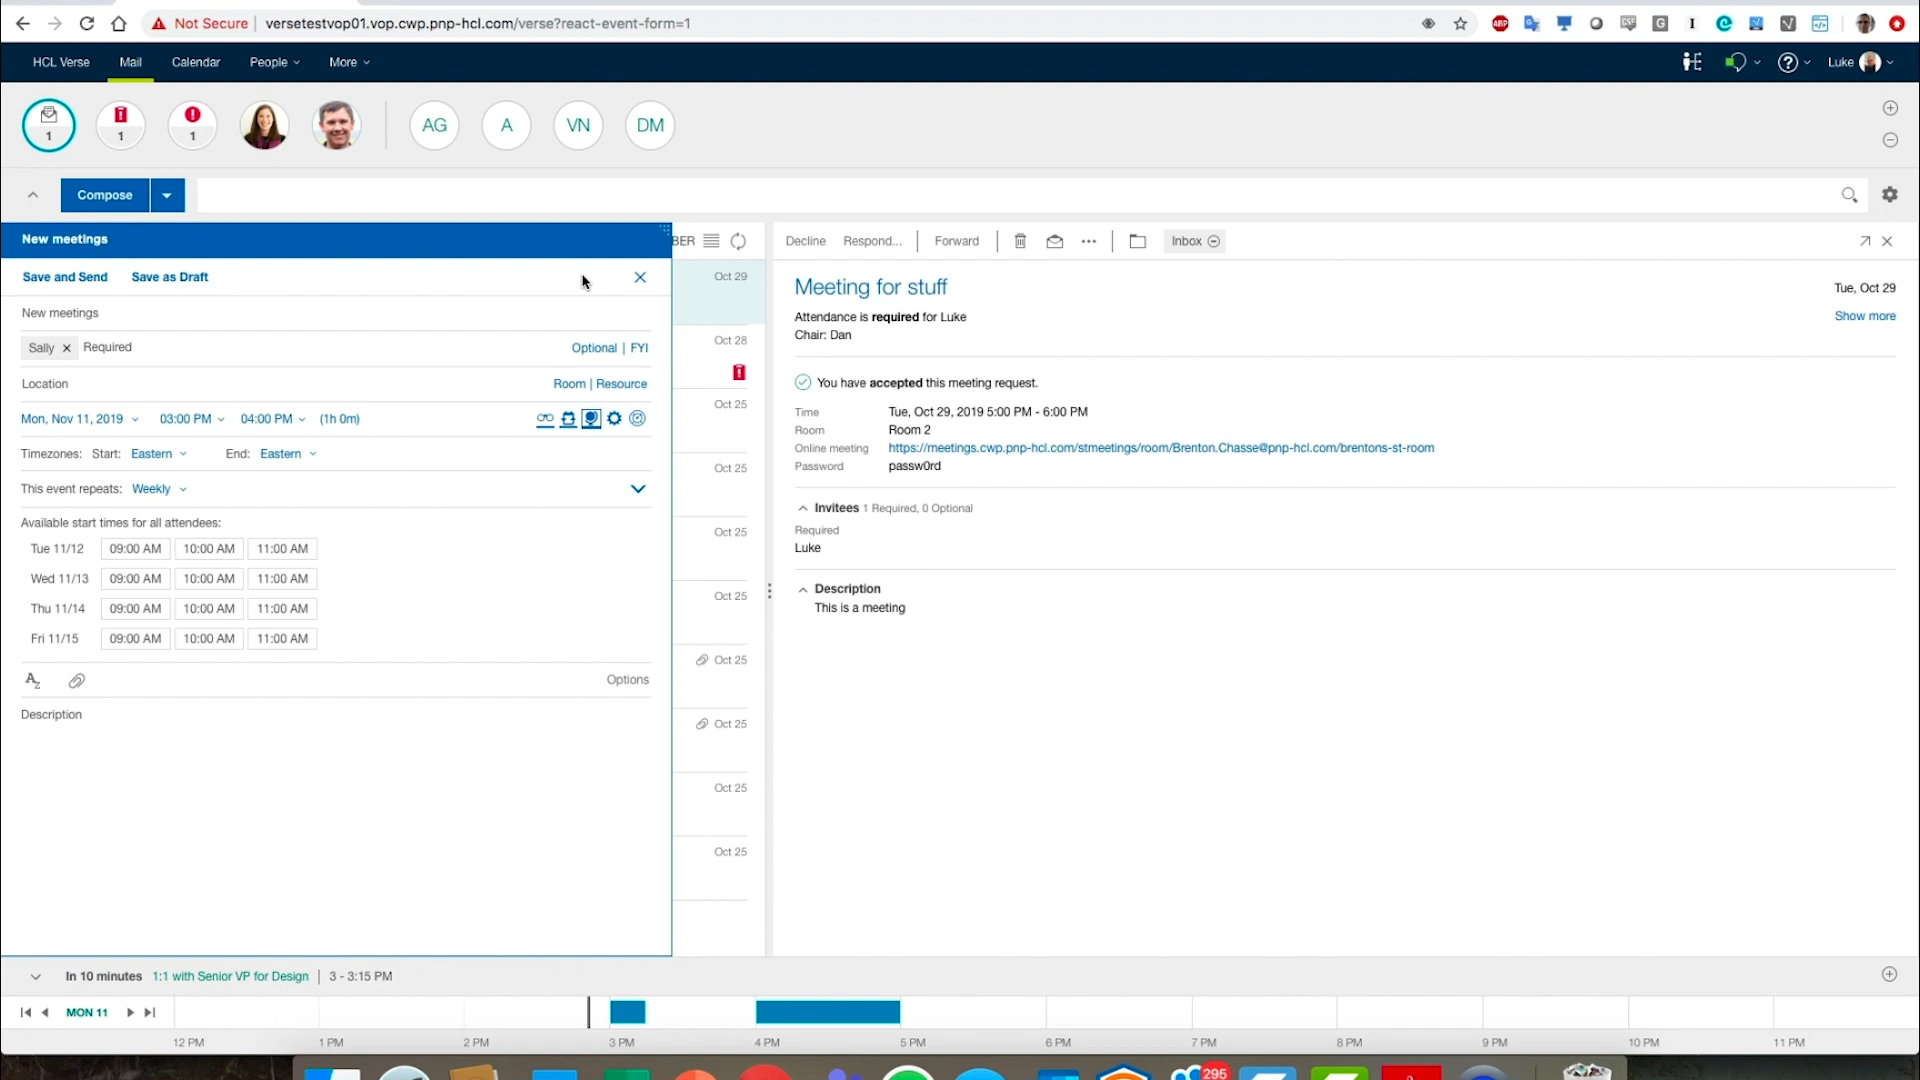 Not Secure | versetestvop01.vop.cwp.pnp-hcl.com/verse?react-event-form=1
HCL Verse Mail Calendar People More Luke
1 1 1 AG A VN DM
Compose
New meetings
Save and Send Save as Draft
New meetings
Sally Required Optional | FYI
Location Room | Resource
Mon, Nov 11, 2019 03:00 PM 04:00 PM (1h 0m)
Timezones: Start: Eastern End: Eastern
This event repeats: Weekly
Available start times for all attendees:
Tue 11/12 09:00 AM 10:00 AM 11:00 AM
Wed 11/13 09:00 AM 10:00 AM 11:00 AM
Thu 11/14 09:00 AM 10:00 AM 11:00 AM
Fri 11/15 09:00 AM 10:00 AM 11:00 AM
Options
Description
BER
Oct 29
Oct 28
Oct 25
Oct 25
Oct 25
Oct 25
Oct 25
Oct 25
Oct 25
Oct 25
Decline Respond... Forward Inbox
Meeting for stuff Tue, Oct 29
Attendance is required for Luke Show more
Chair: Dan
You have accepted this meeting request.
Time Tue, Oct 29, 2019 5:00 PM - 6:00 PM
Room Room 2
Online meeting https://meetings.cwp.pnp-hcl.com/stmeetings/room/Brenton.Chasse@pnp-hcl.com/brentons-st-room
Password passw0rd
Invitees 1 Required, 0 Optional
Required
Luke
Description
This is a meeting
In 10 minutes 1:1 with Senior VP for Design | 3 - 3:15 PM
MON 11
12 PM 1 PM 2 PM 3 PM 4 PM 5 PM 6 PM 7 PM 8 PM 9 PM 10 PM 11 PM
295